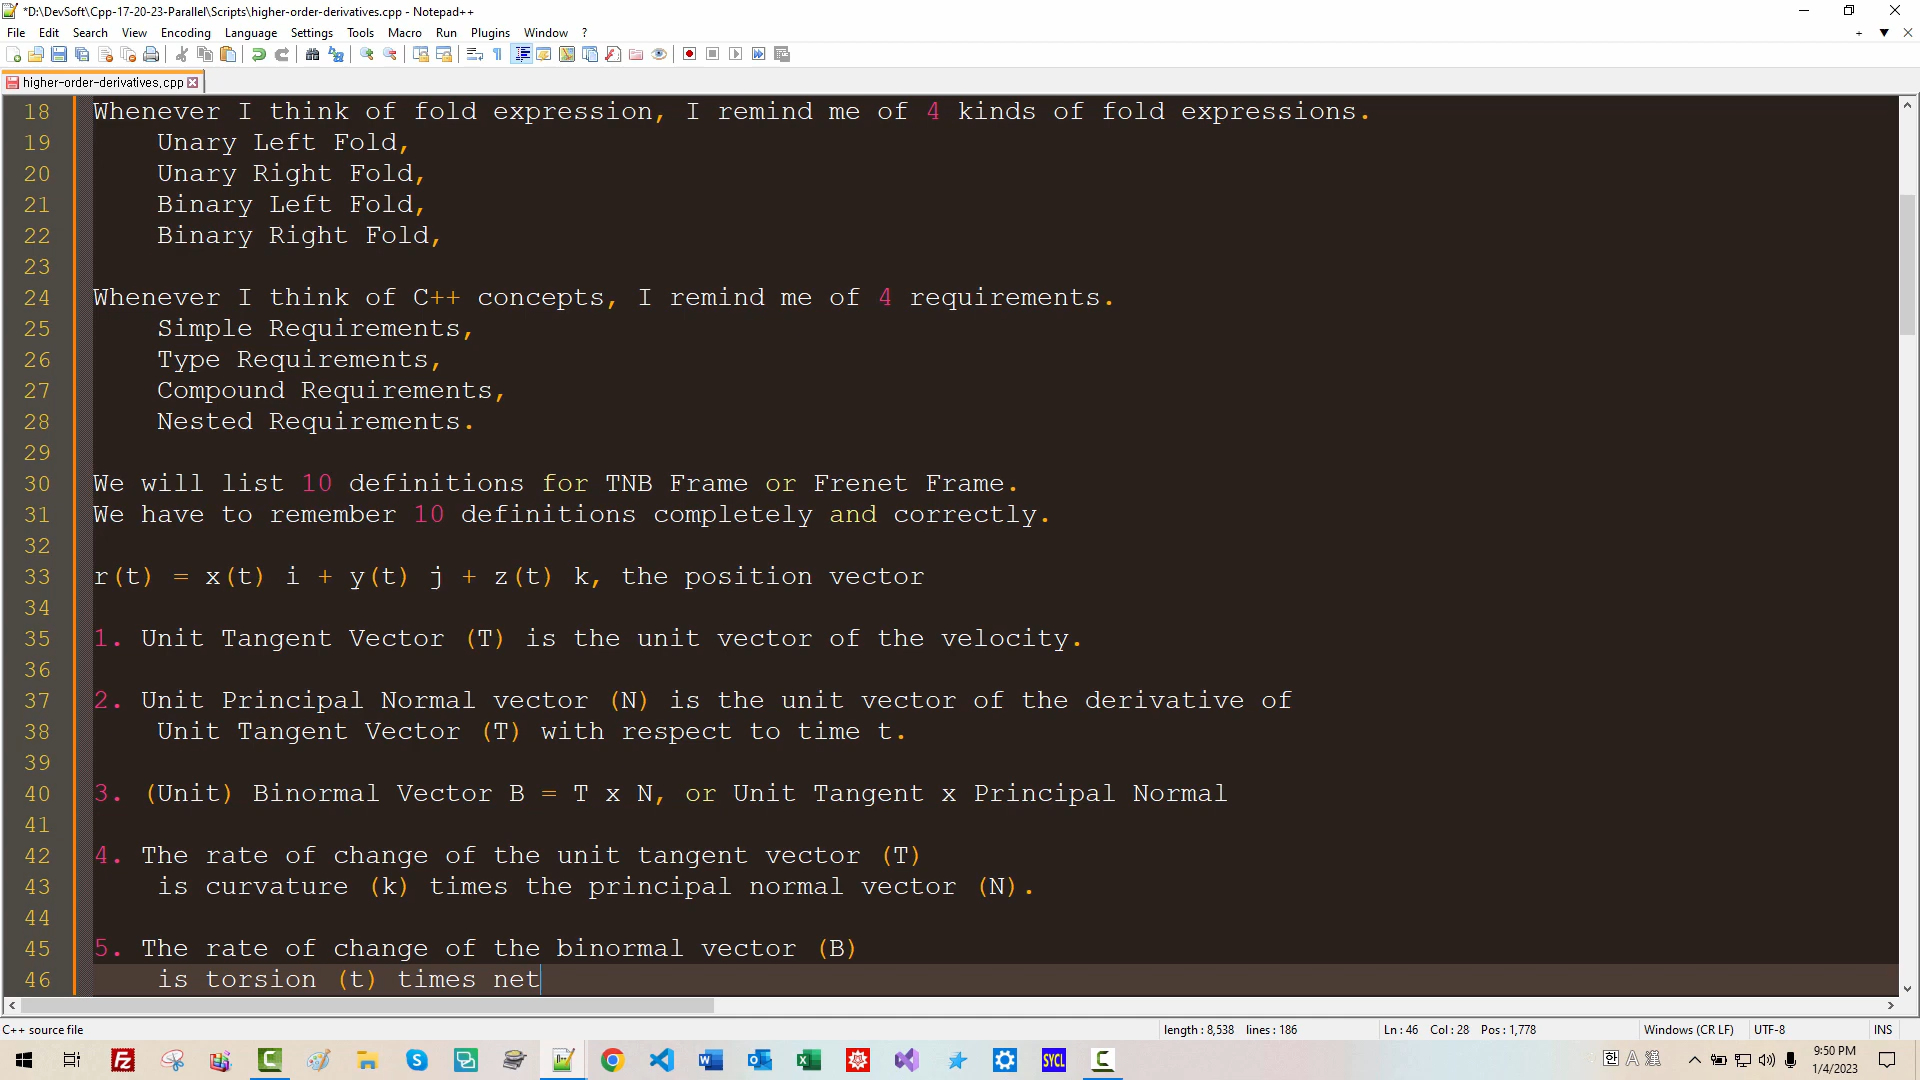 *D:\DevSoft\Cpp-17-20-23-Parallel\Scripts\higher-order-derivatives.cpp - Notepad++
File Edit Search View Encoding Language Settings Tools Macro Run Plugins Window ?
higher-order-derivatives.cpp
18 Whenever I think of fold expression, I remind me of 4 kinds of fold expressions.
19 Unary Left Fold,
20 Unary Right Fold,
21 Binary Left Fold,
22 Binary Right Fold,
23
24 Whenever I think of C++ concepts, I remind me of 4 requirements.
25 Simple Requirements,
26 Type Requirements,
27 Compound Requirements,
28 Nested Requirements.
29
30 We will list 10 definitions for TNB Frame or Frenet Frame.
31 We have to remember 10 definitions completely and correctly.
32
33 r(t) = x(t) i + y(t) j + z(t) k, the position vector
34
35 1. Unit Tangent Vector (T) is the unit vector of the velocity.
36
37 2. Unit Principal Normal vector (N) is the unit vector of the derivative of
38 Unit Tangent Vector (T) with respect to time t.
39
40 3. (Unit) Binormal Vector B = T x N, or Unit Tangent x Principal Normal
41
42 4. The rate of change of the unit tangent vector (T)
43 is curvature (k) times the principal normal vector (N).
44
45 5. The rate of change of the binormal vector (B)
46 is torsion (t) times net
C++ source file length : 8,538 lines : 186 Ln : 46 Col : 28 Pos : 1,778 Windows (CR LF) UTF-8 INS
SYCL 한 A 漢 9:50 PM
1/4/2023